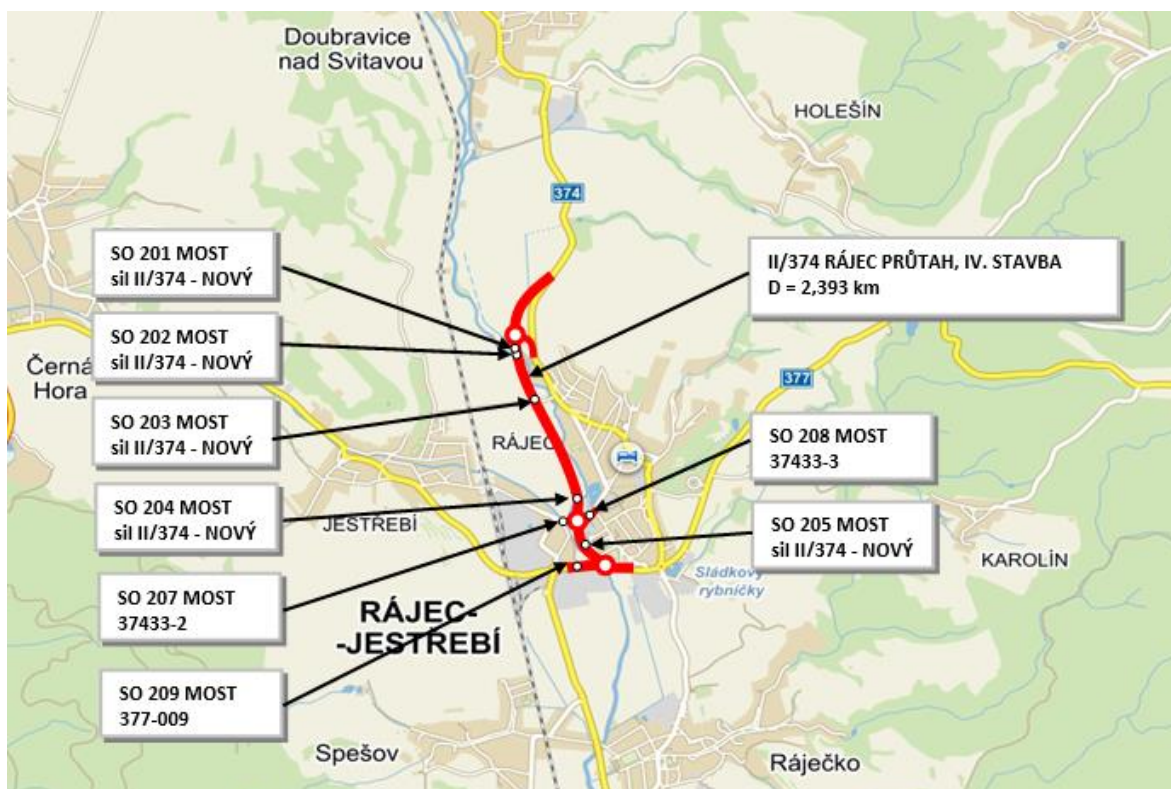 Doubravice
nad Svitavou
HOLEŠÍN
374
SO 201 MOST
sil II/374 - NOVÝ
II/374 RÁJEC PRŮTAH, IV. STAVBA
D = 2,393 km
SO 202 MOST
sil II/374 - NOVÝ
Černá
Hora
377
SO 203 MOST
sil II/374 - NOVÝ
RÁJEC
SO 208 MOST
37433-3
SO 204 MOST
sil II/374 - NOVÝ
JESTŘEBÍ
SO 205 MOST
sil II/374 - NOVÝ
KAROLÍN
Sládkovy
rybníčky
SO 207 MOST
37433-2
RÁJEC-
-JESTŘEBÍ
SO 209 MOST
377-009
Spešov
Ráječko